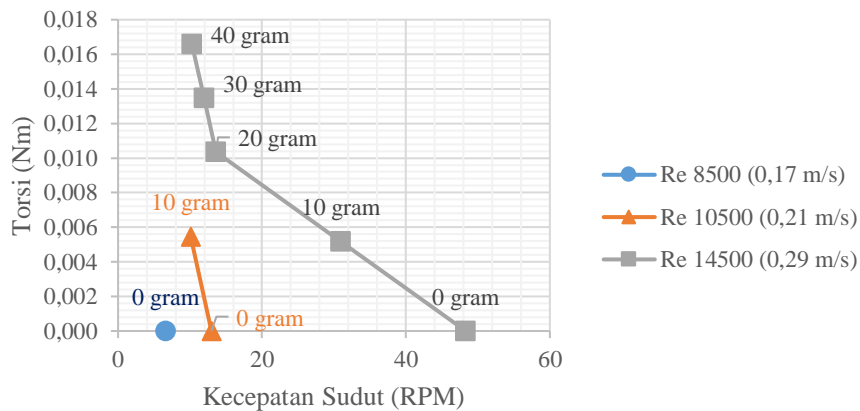 0,018
0,016
0,014
0,012
0,010
0,008
0,006
0,004
0,002
0,000
Torsi (Nm)
40 gram
30 gram
20 gram
10 gram
10 gram
0 gram
0 gram
0 gram
0
20
40
60
Kecepatan Sudut (RPM)
Re 8500 (0,17 m/s)
Re 10500 (0,21 m/s)
Re 14500 (0,29 m/s)